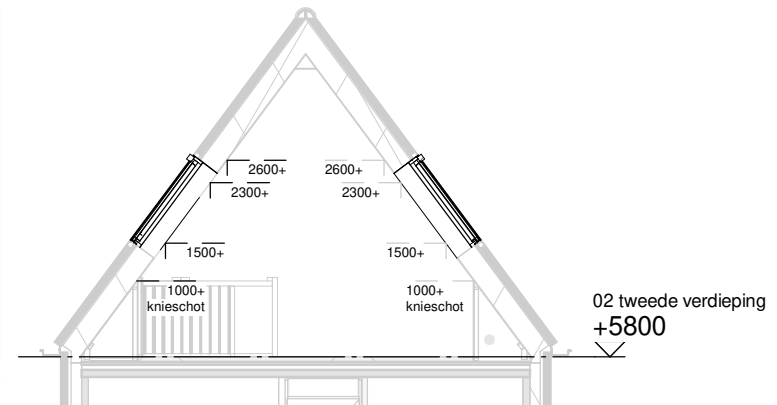 2600+ 2600+
2300+ 2300+
1500+ 1500+
1000+ 1000+
knieschot knieschot
02 tweede verdieping
+5800